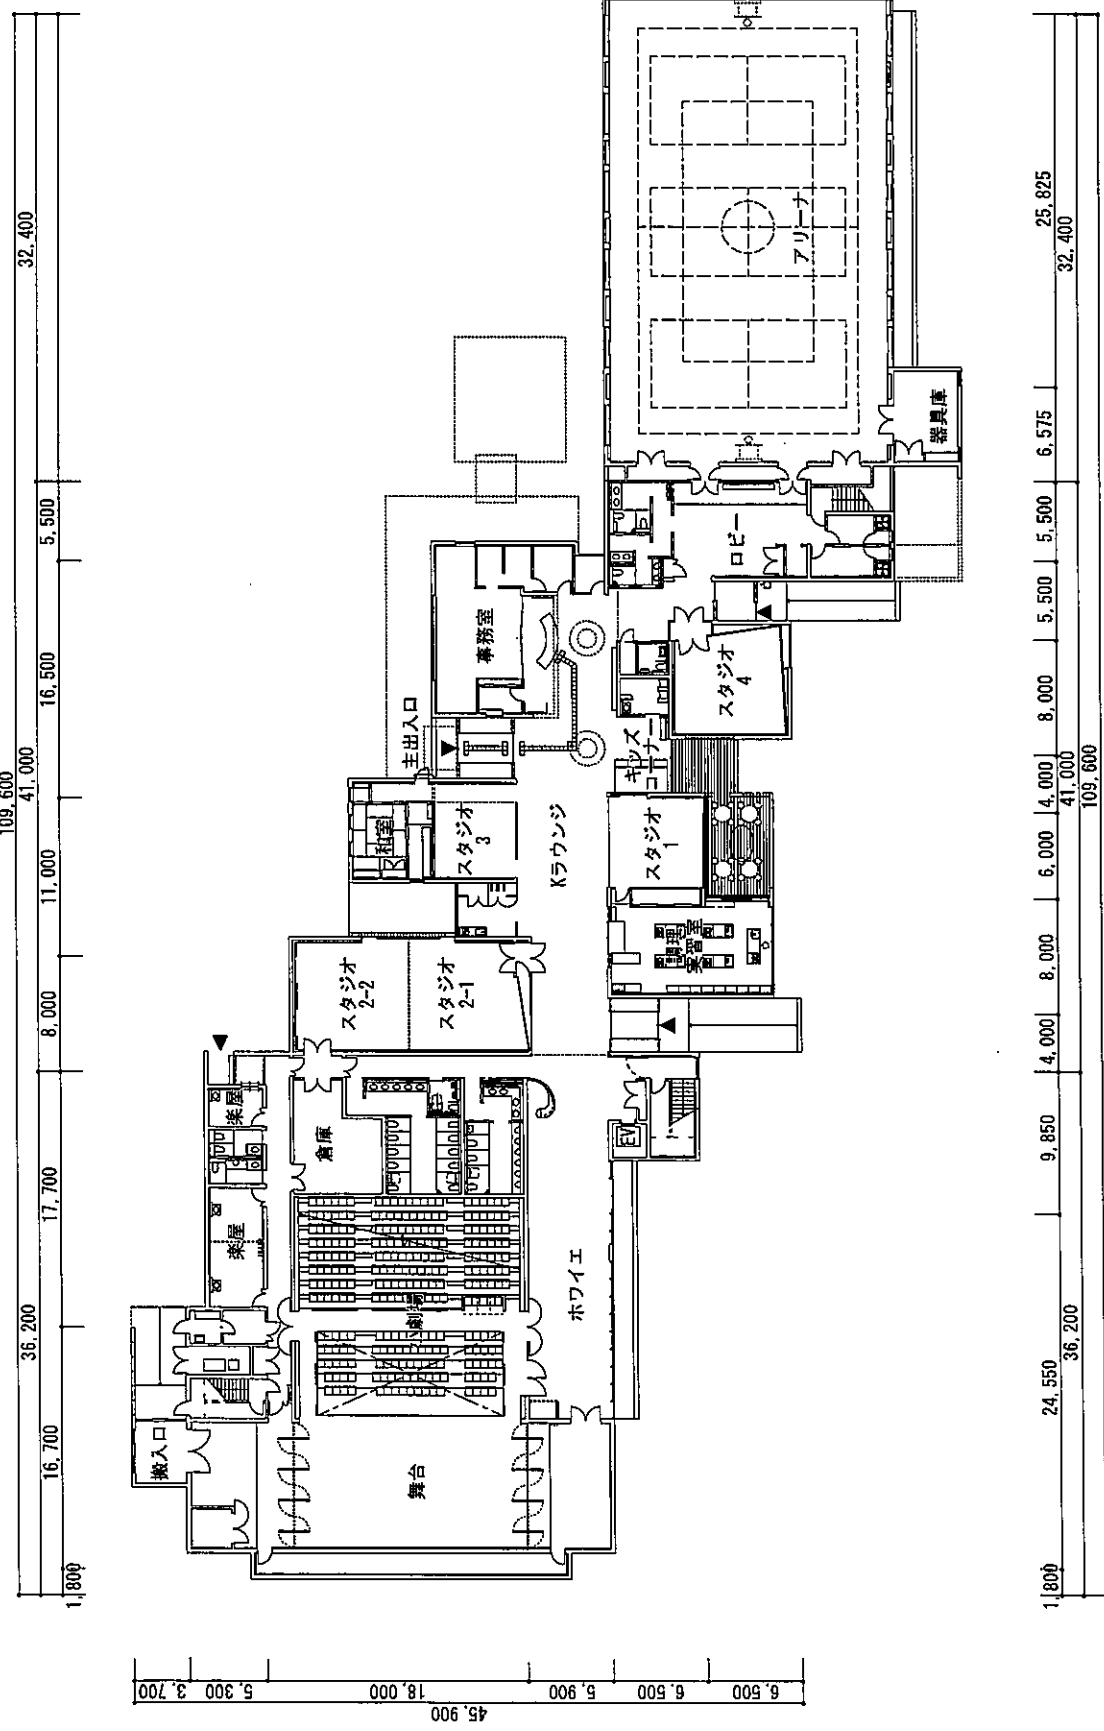 109,600
32,400
41,000
36,200
5,500
16,500
11,000
8,000
17,700
16,700
1,800
アリーナ
器具庫
ロビー
事務室
主出入口
スタジオ
4
キッズ
コーナー
和室
スタジオ
3
Kラウンジ
スタジオ
1
調理
実習室
スタジオ
2-2
スタジオ
2-1
楽屋
倉庫
EV
楽屋
劇場
ホワイエ
搬入口
舞台
25,825
6,575
5,500
5,500
8,000
4,000
6,000
8,000
4,000
9,850
24,550
1,800
32,400
41,000
36,200
109,600
3,700
5,300
18,000
5,900
6,500
6,500
45,900